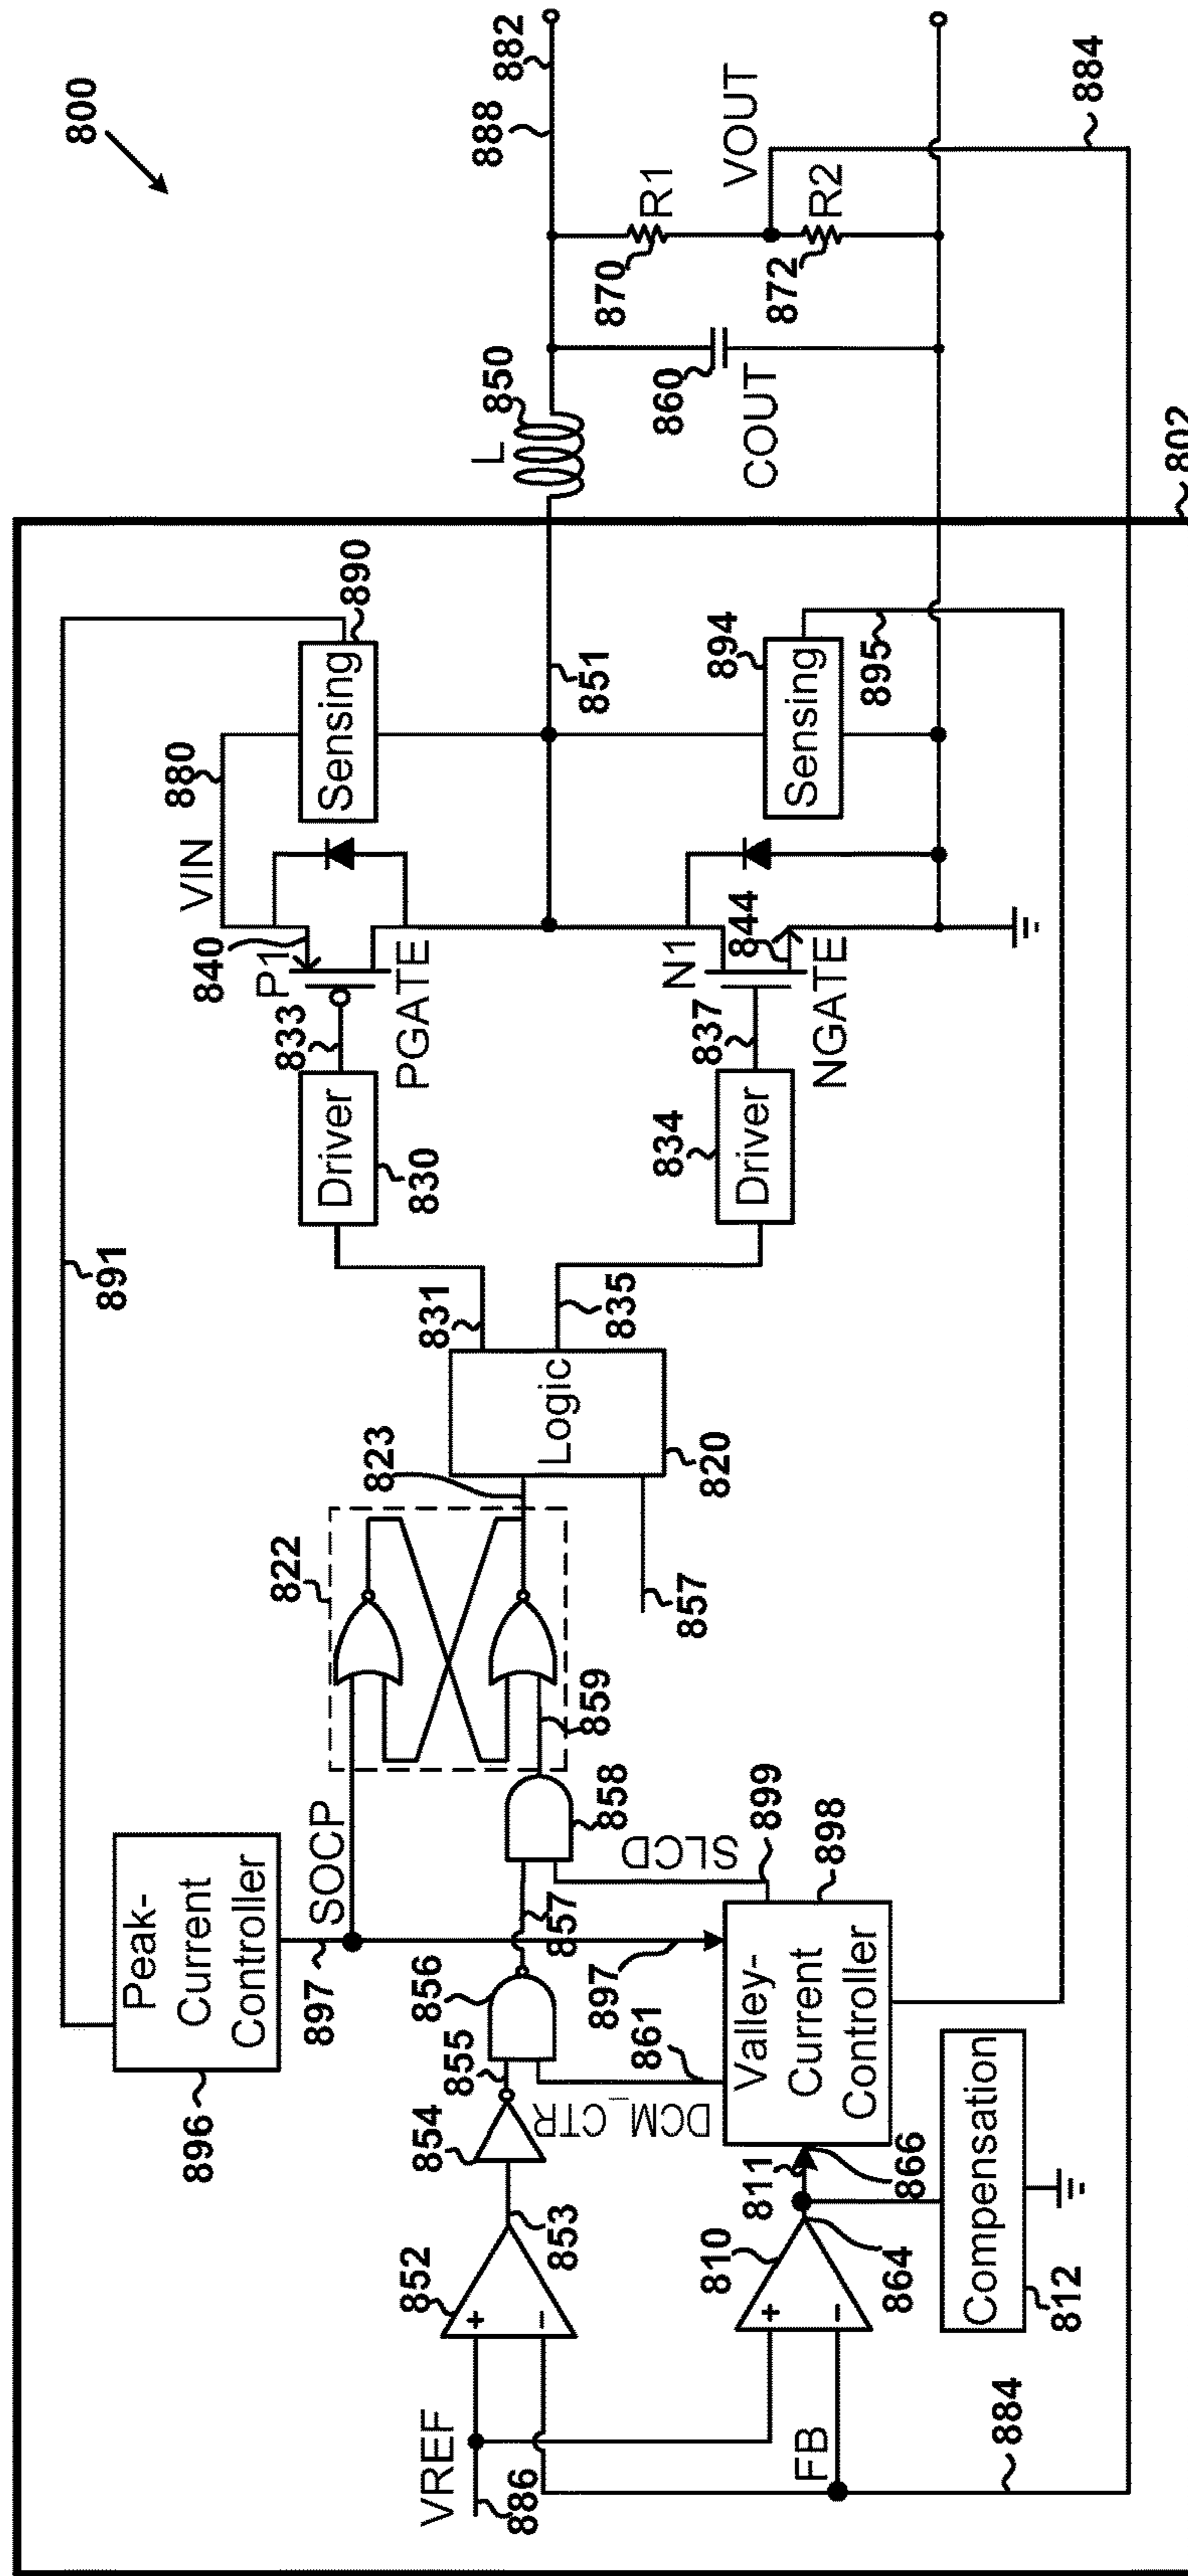 800
802
891
VIN
880
Sensing
890
840
P1
833
PGATE
Driver
830
831
835
Driver
834
837
NGATE
N1
844
Sensing
894
895
851
L
850
888
882
870
R1
VOUT
872
R2
860
COUT
884
Logic
820
823
822
857
859
858
SLCD
899
857
856
855
854
853
852
+
-
DCM_CTR
861
897
SOCP
897
Peak-
Current
Controller
896
Valley-
Current
Controller
898
866
811
810
+
-
864
Compensation
812
VREF
886
FB
884